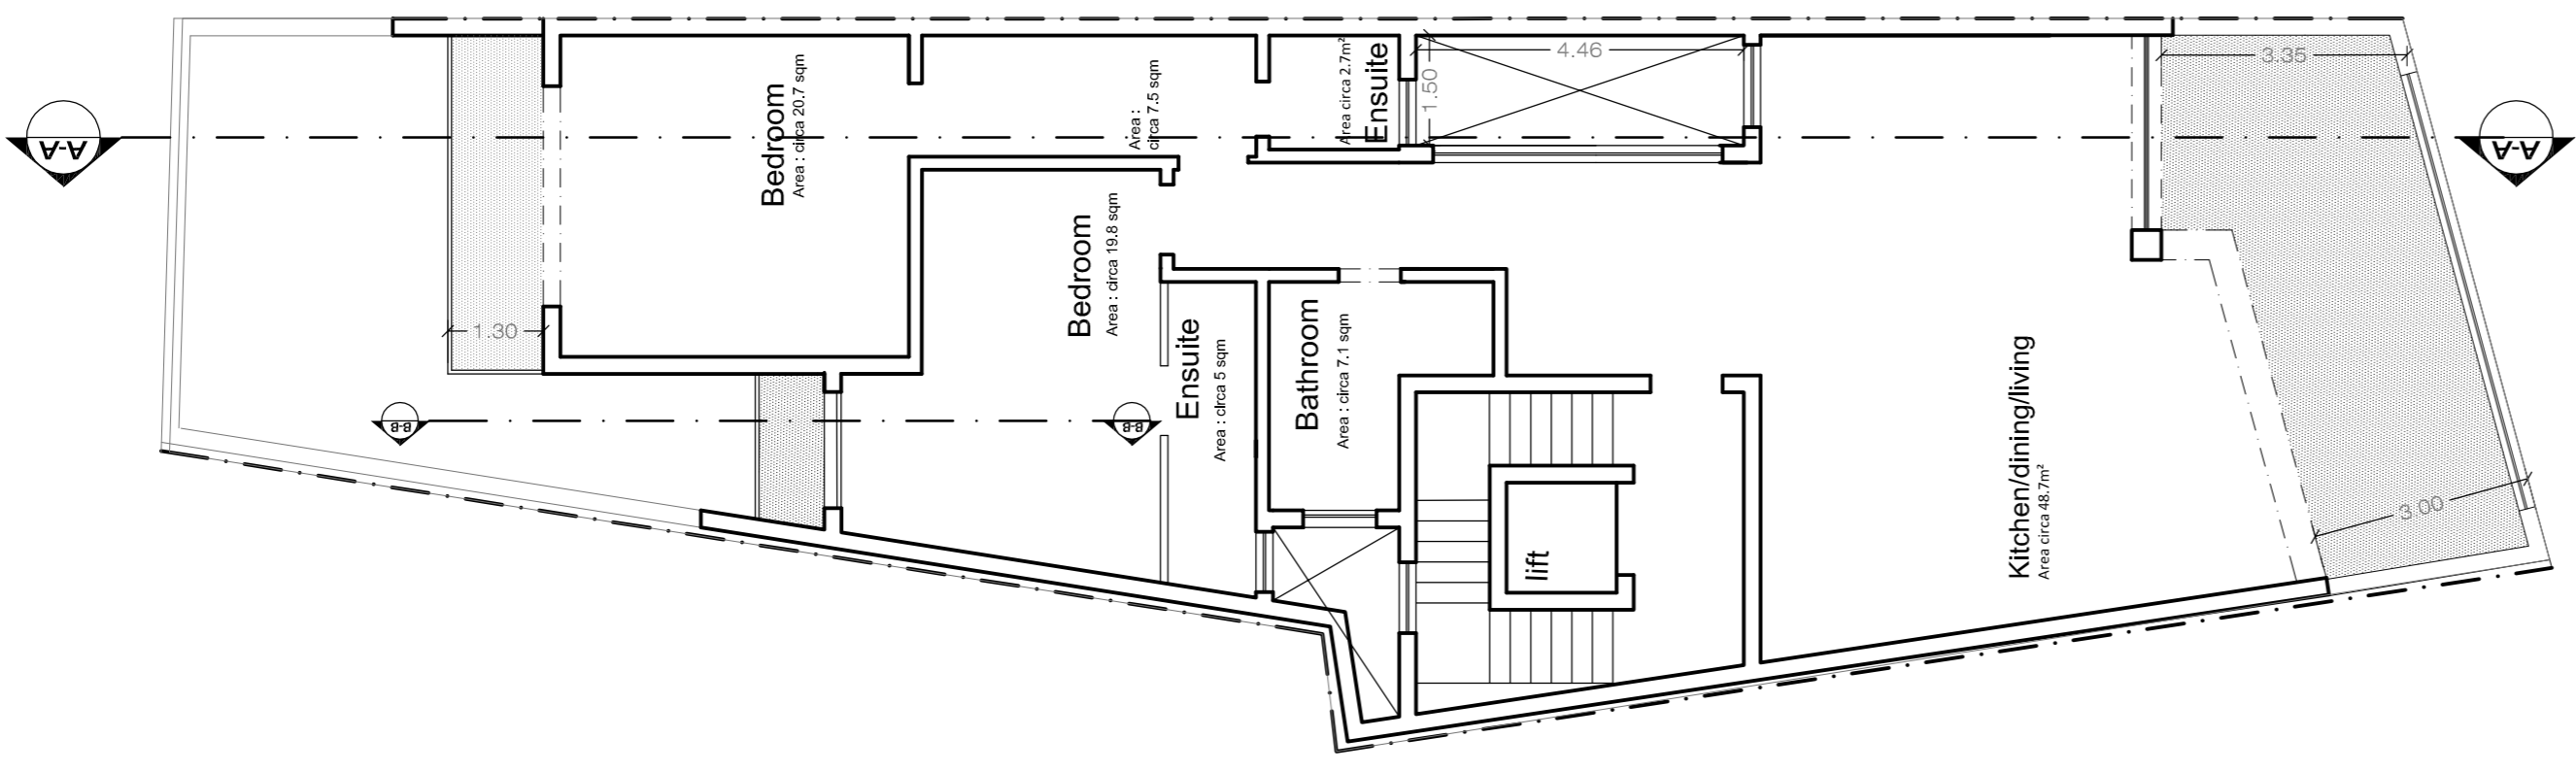 A-A
1.30
B-B
Bedroom
Area : circa 20.7 sqm
Bedroom
Area : circa 19.8 sqm
Area :
circa 7.5 sqm
B-B
Ensuite
Area : circa 5 sqm
Bathroom
Area : circa 7.1 sqm
Area circa 2.7m²
Ensuite
1.50
4.46
lift
Kitchen/dining/living
Area circa 48.7m²
3.35
3.00
A-A